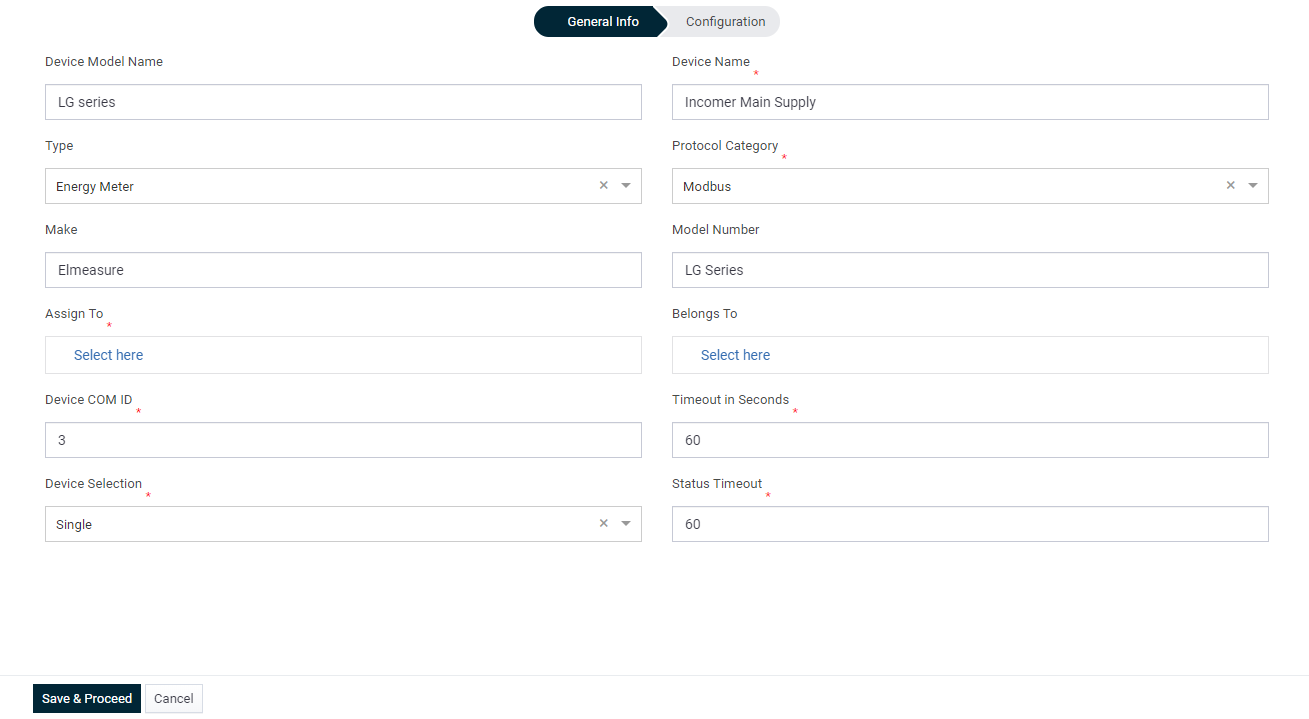 General Info Configuration
Device Model Name Device Name *
LG series Incomer Main Supply
Type Protocol Category *
Energy Meter × Modbus ×
Make Model Number
Elmeasure LG Series
Assign To * Belongs To
Select here Select here
Device COM ID * Timeout in Seconds *
3 60
Device Selection * Status Timeout *
Single × 60
Save & Proceed Cancel